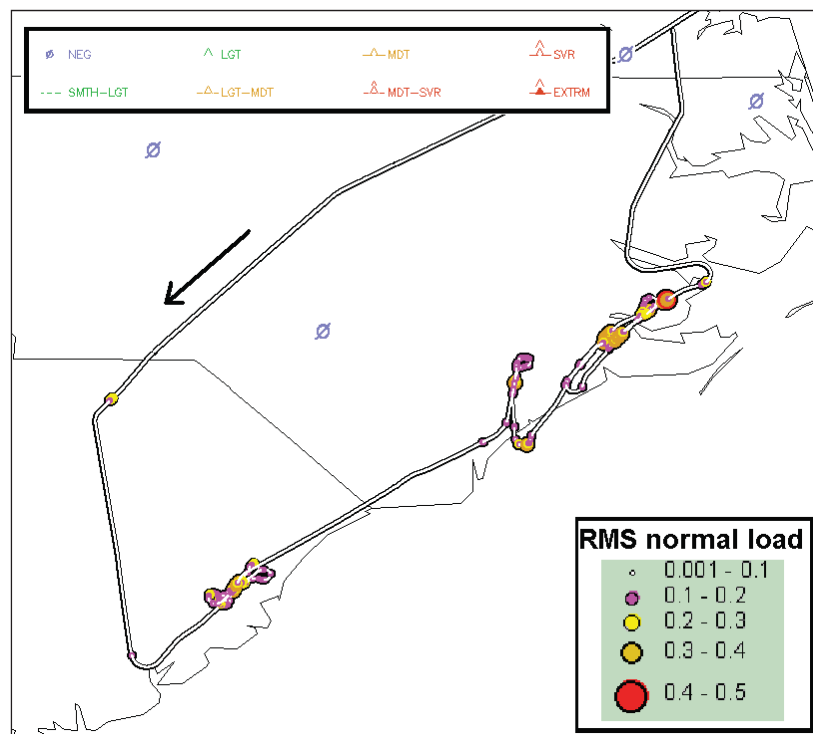 NEG LGT MDT SVR
SMTH-LGT LGT-MDT MDT-SVR EXTRM
RMS normal load
0.001 - 0.1
0.1 - 0.2
0.2 - 0.3
0.3 - 0.4
0.4 - 0.5